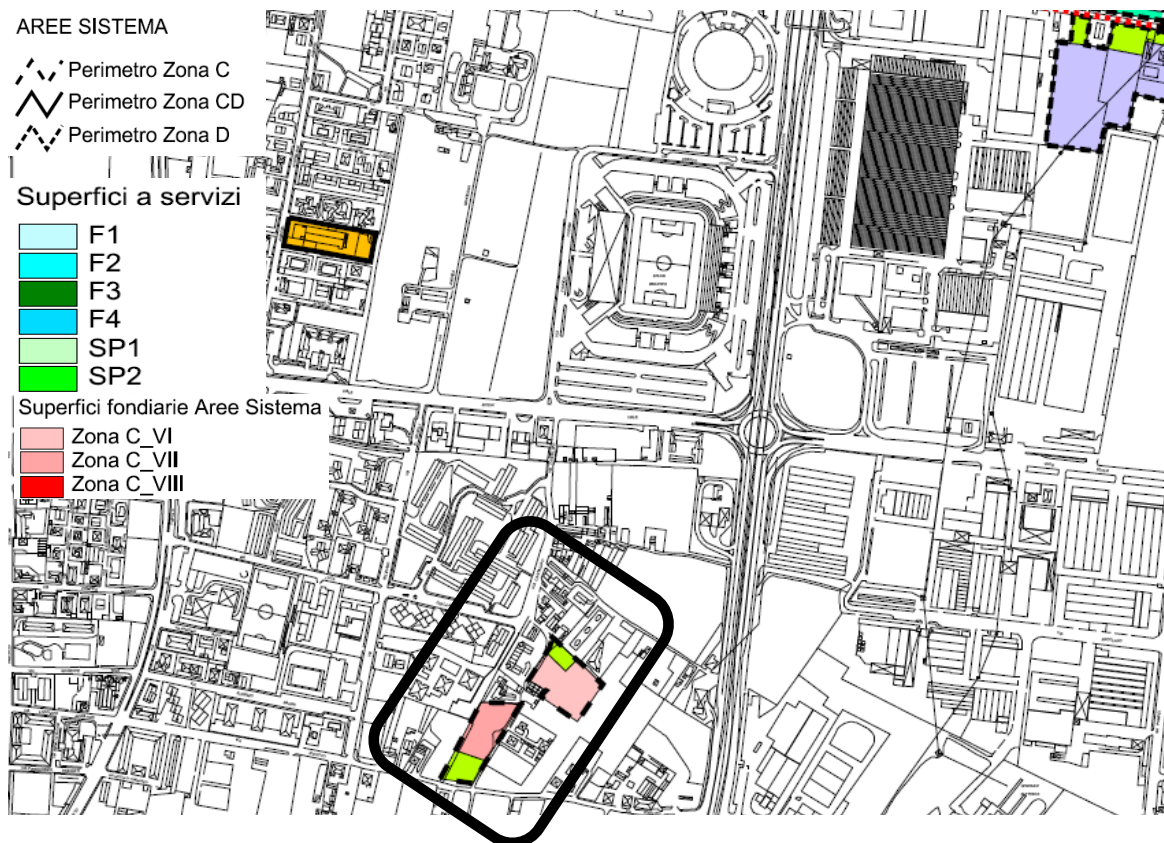 AREE SISTEMA
Perimetro Zona C
Perimetro Zona CD
Perimetro Zona D
Superfici a servizi
F1
F2
F3
F4
SP1
SP2
Superfici fondiarie Aree Sistema
Zona C_VI
Zona C_VII
Zona C_VIII